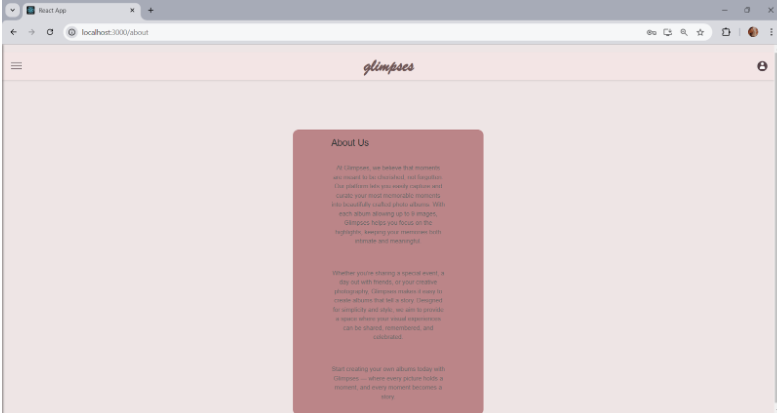 React App
localhost:3000/about
glimpses
About Us
At Glimpses, we believe that moments
are meant to be cherished, not forgotten.
Our platform lets you easily capture and
curate your most memorable moments
into beautifully crafted photo albums. With
each album allowing up to 6 images,
Glimpses helps you focus on the
highlights, keeping your memories both
intimate and meaningful.
Whether you're sharing a special event, a
day out with friends, or your creative
photography, Glimpses makes it easy to
create albums that tell a story. Designed
for simplicity and style, we aim to provide
a space where your visual experiences
can be shared, remembered, and
celebrated.
Start creating your own albums today with
Glimpses — where every picture holds a
moment, and every moment becomes a
story.